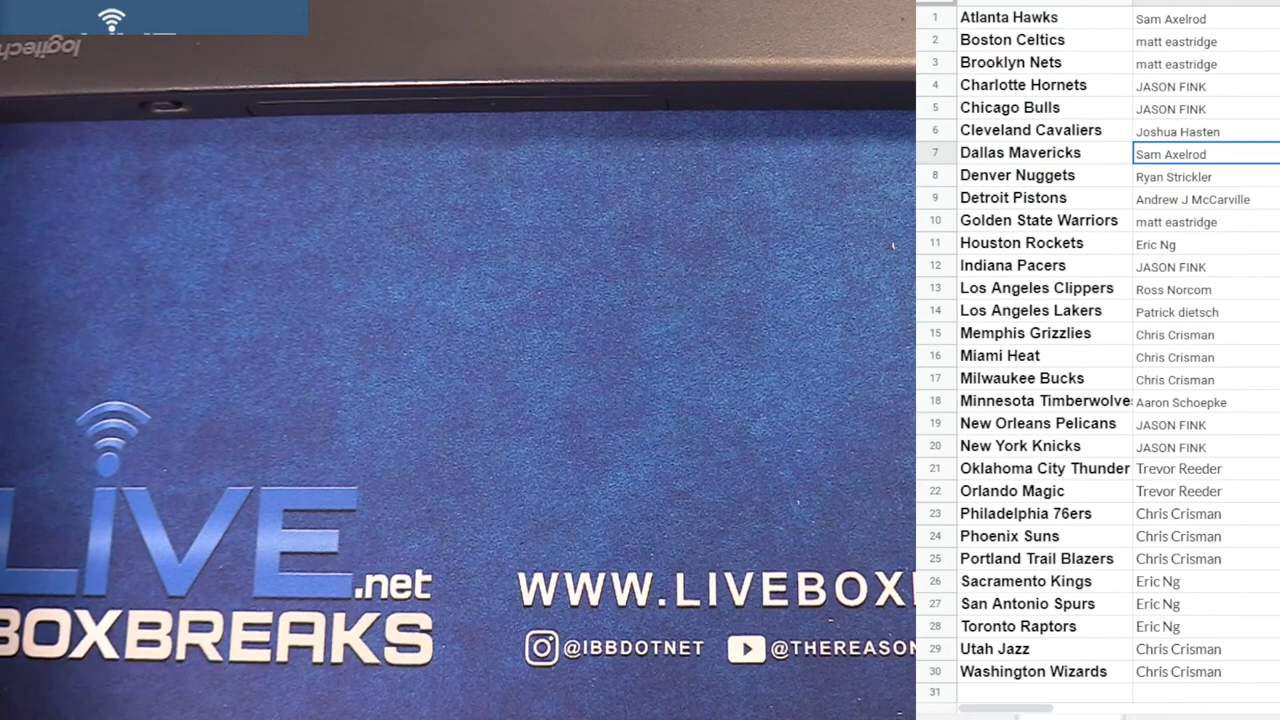 logitech
LiVE.net
BOXBREAKS
WWW.LIVEBOX
@IBBDOTNET
@THEREASON
1 Atlanta Hawks Sam Axelrod
2 Boston Celtics matt eastridge
3 Brooklyn Nets matt eastridge
4 Charlotte Hornets JASON FINK
5 Chicago Bulls JASON FINK
6 Cleveland Cavaliers Joshua Hasten
7 Dallas Mavericks Sam Axelrod
8 Denver Nuggets Ryan Strickler
9 Detroit Pistons Andrew J McCarville
10 Golden State Warriors matt eastridge
11 Houston Rockets Eric Ng
12 Indiana Pacers JASON FINK
13 Los Angeles Clippers Ross Norcom
14 Los Angeles Lakers Patrick dietsch
15 Memphis Grizzlies Chris Crisman
16 Miami Heat Chris Crisman
17 Milwaukee Bucks Chris Crisman
18 Minnesota Timberwolves Aaron Schoepke
19 New Orleans Pelicans JASON FINK
20 New York Knicks JASON FINK
21 Oklahoma City Thunder Trevor Reeder
22 Orlando Magic Trevor Reeder
23 Philadelphia 76ers Chris Crisman
24 Phoenix Suns Chris Crisman
25 Portland Trail Blazers Chris Crisman
26 Sacramento Kings Eric Ng
27 San Antonio Spurs Eric Ng
28 Toronto Raptors Eric Ng
29 Utah Jazz Chris Crisman
30 Washington Wizards Chris Crisman
31